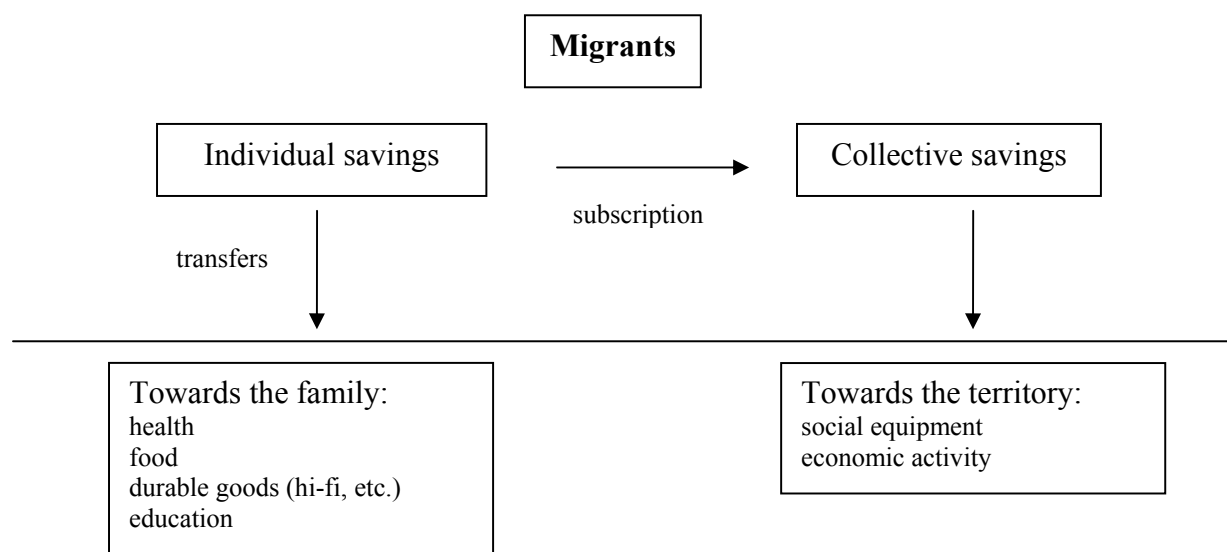 Migrants
Individual savings
Collective savings
subscription
transfers
Towards the family:
health
food
durable goods (hi-fi, etc.)
education
Towards the territory:
social equipment
economic activity